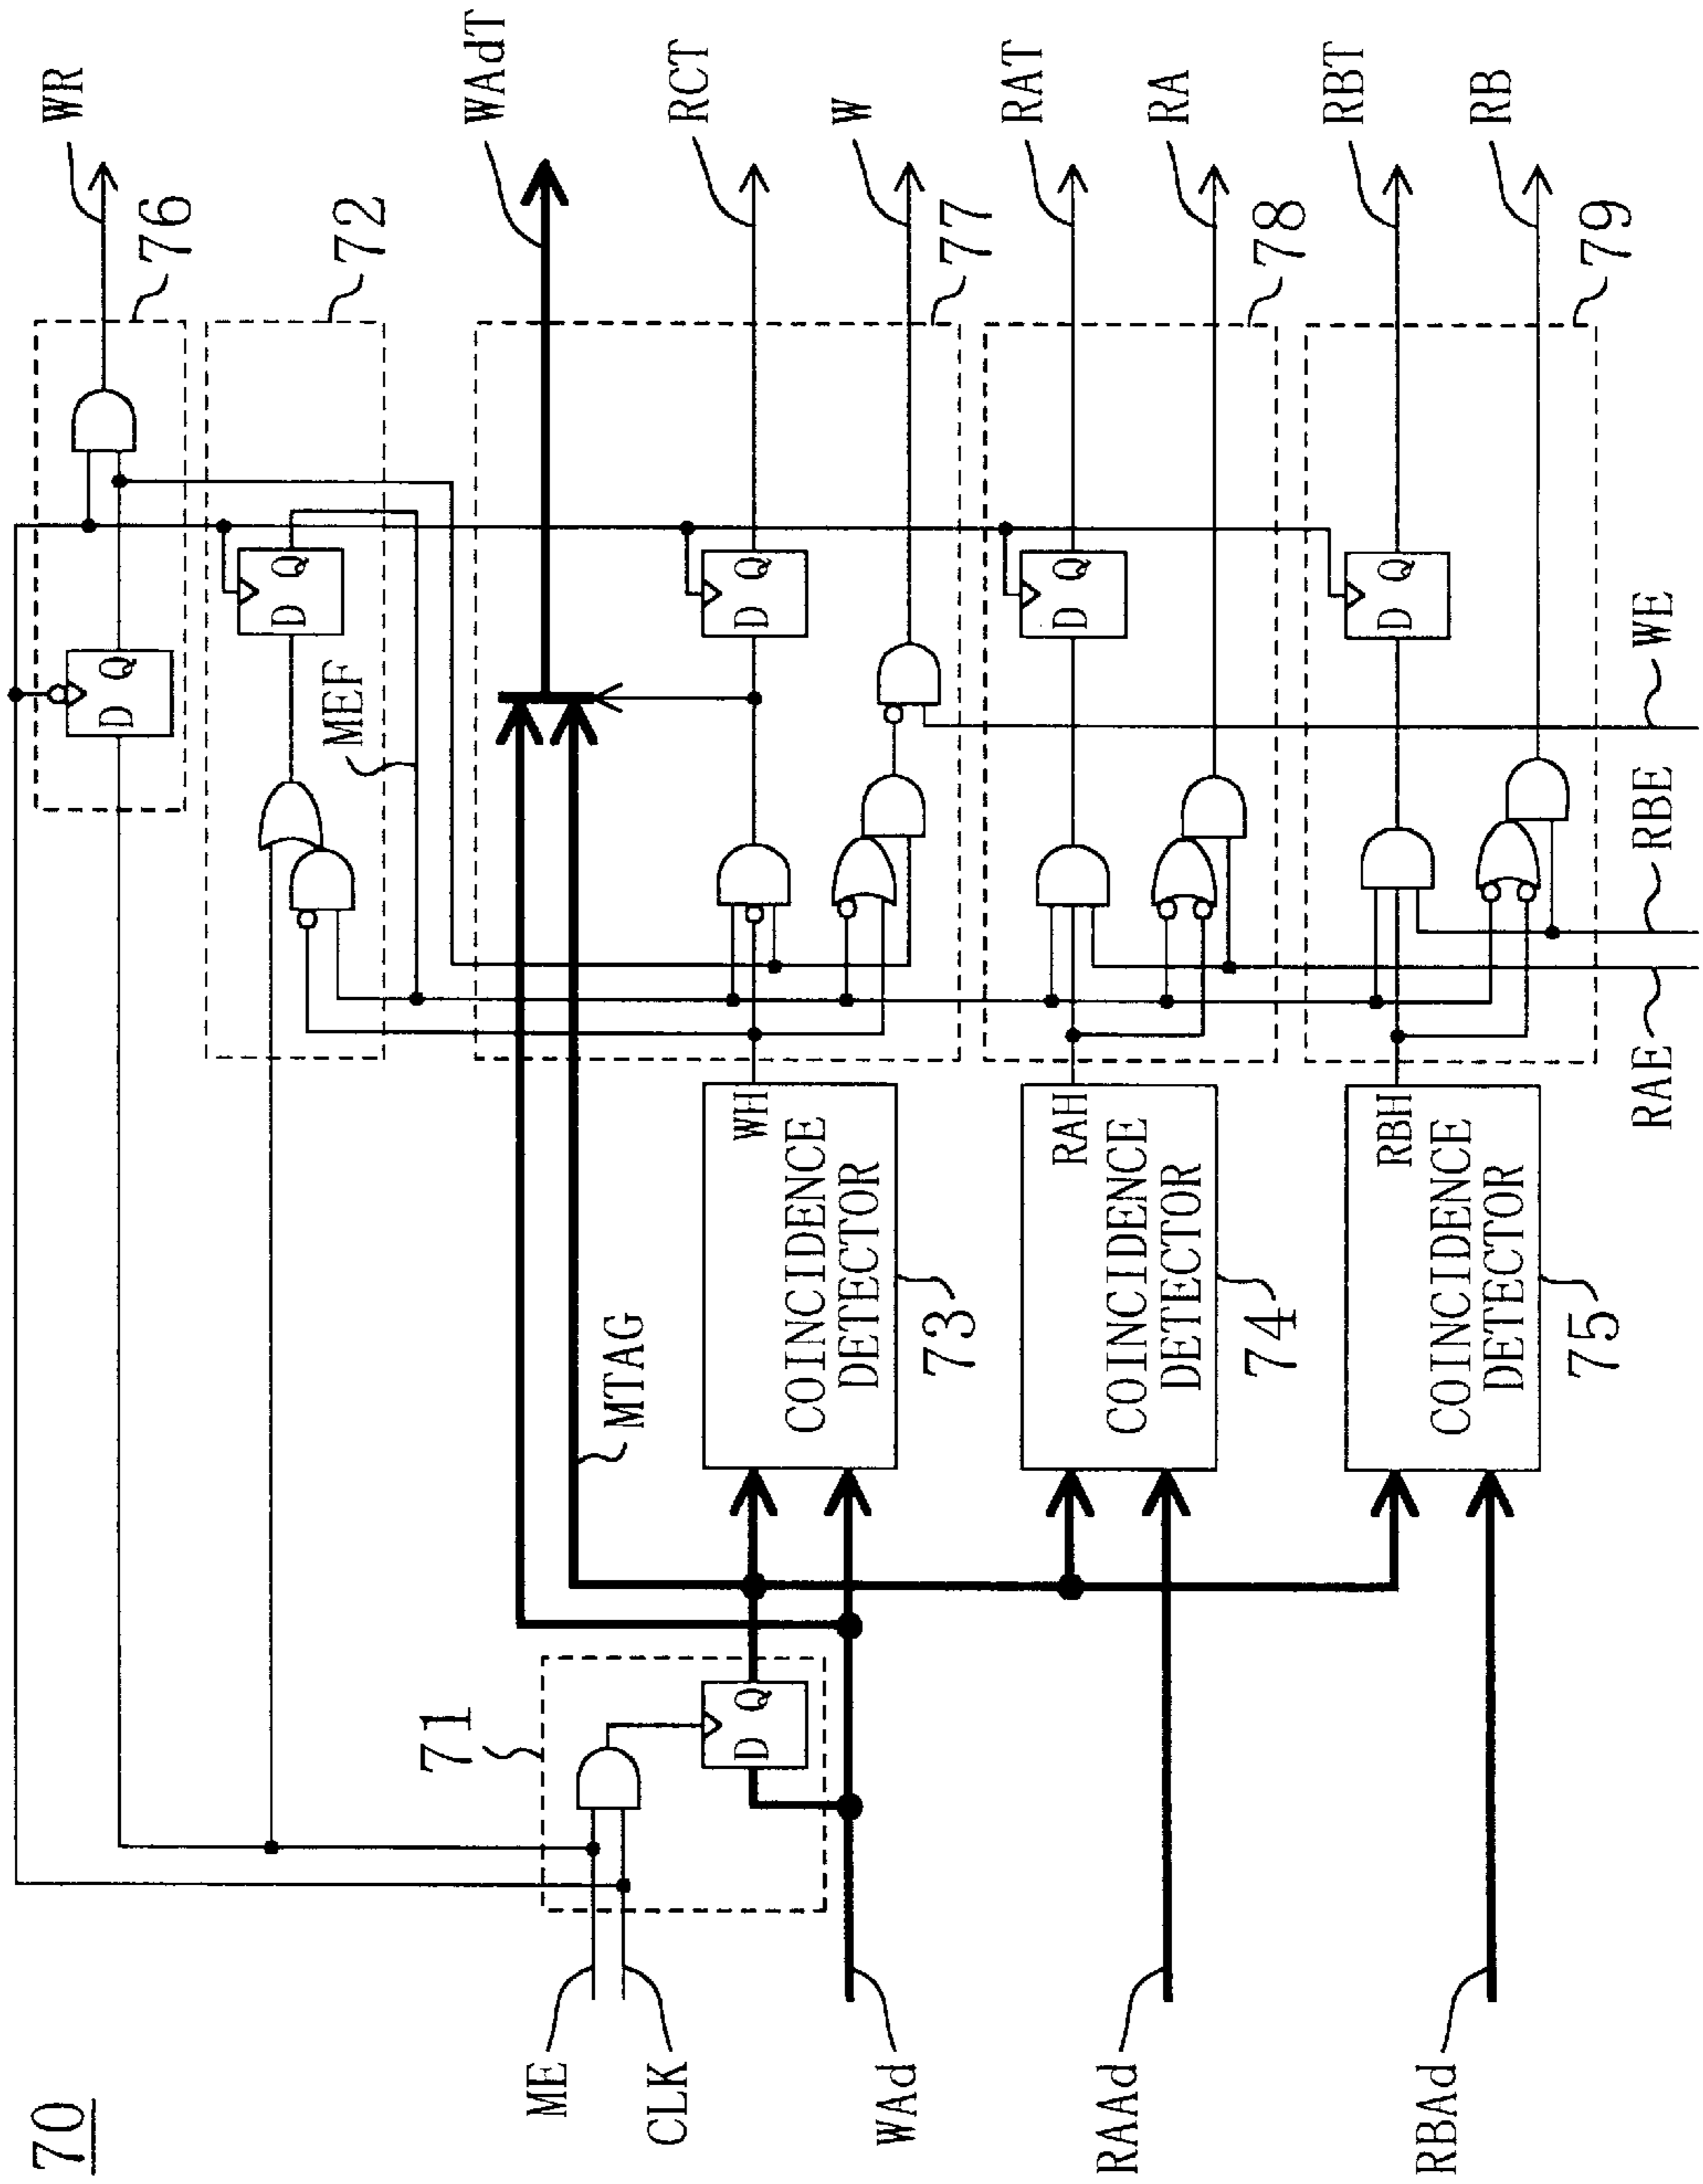 70
ME
CLK
WAd
RAAd
RBAd
71
D Q
MTAG
COINCIDENCE
DETECTOR
WH
73
COINCIDENCE
DETECTOR
RAH
74
COINCIDENCE
DETECTOR
RBH
75
RAE
RBE
WE
MEF
D Q
D Q
D Q
D Q
D Q
76
72
77
78
79
WR
WAdT
RCT
W
RAT
RA
RBT
RB